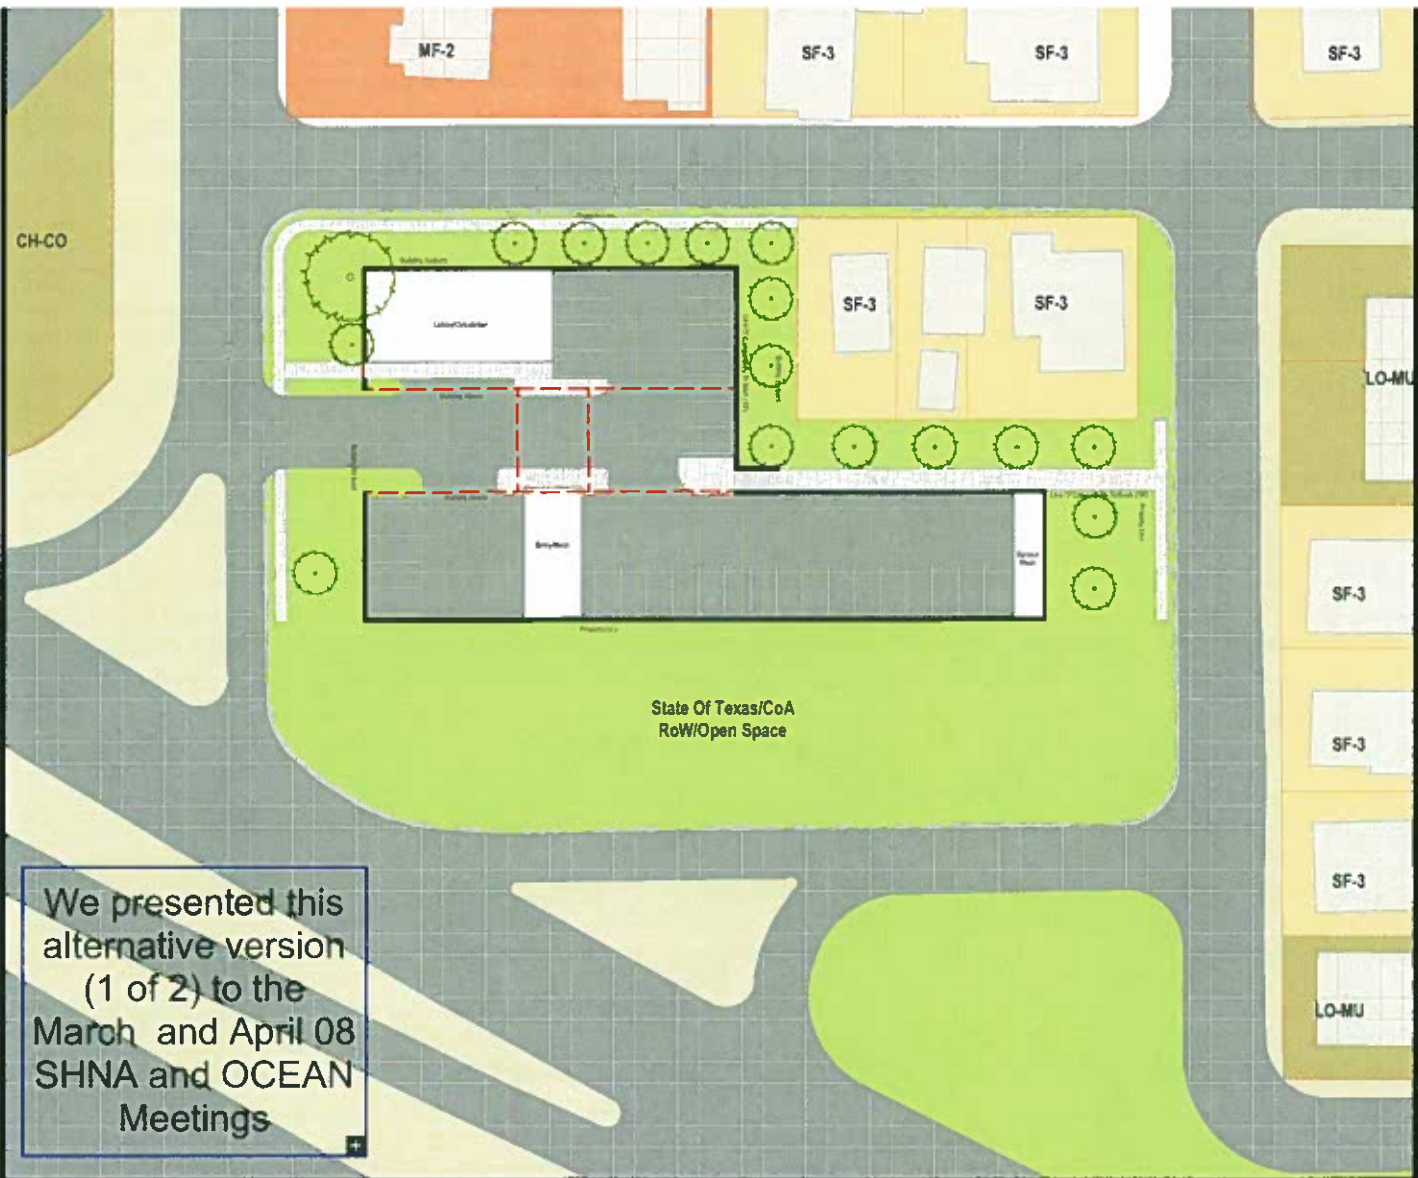 MF-2
SF-3
SF-3
SF-3
CH-CO
SF-3
SF-3
LO-MU
SF-3
State Of Texas/CoA
RoW/Open Space
SF-3
SF-3
LO-MU
We presented this
alternative version
(1 of 2) to the
March and April 08
SHNA and OCEAN
Meetings